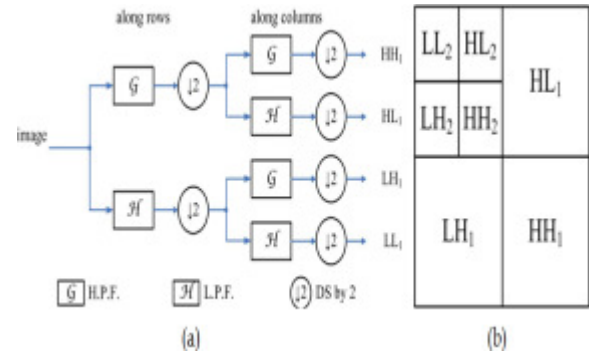 along rows
along columns
image
G
↓2
G
↓2
HH₁
H
↓2
HL₁
H
↓2
G
↓2
LH₁
H
↓2
LL₁
G H.P.F.
H L.P.F.
↓2 DS by 2
(a)
LL₂ HL₂
HL₁
LH₂ HH₂
LH₁ HH₁
(b)